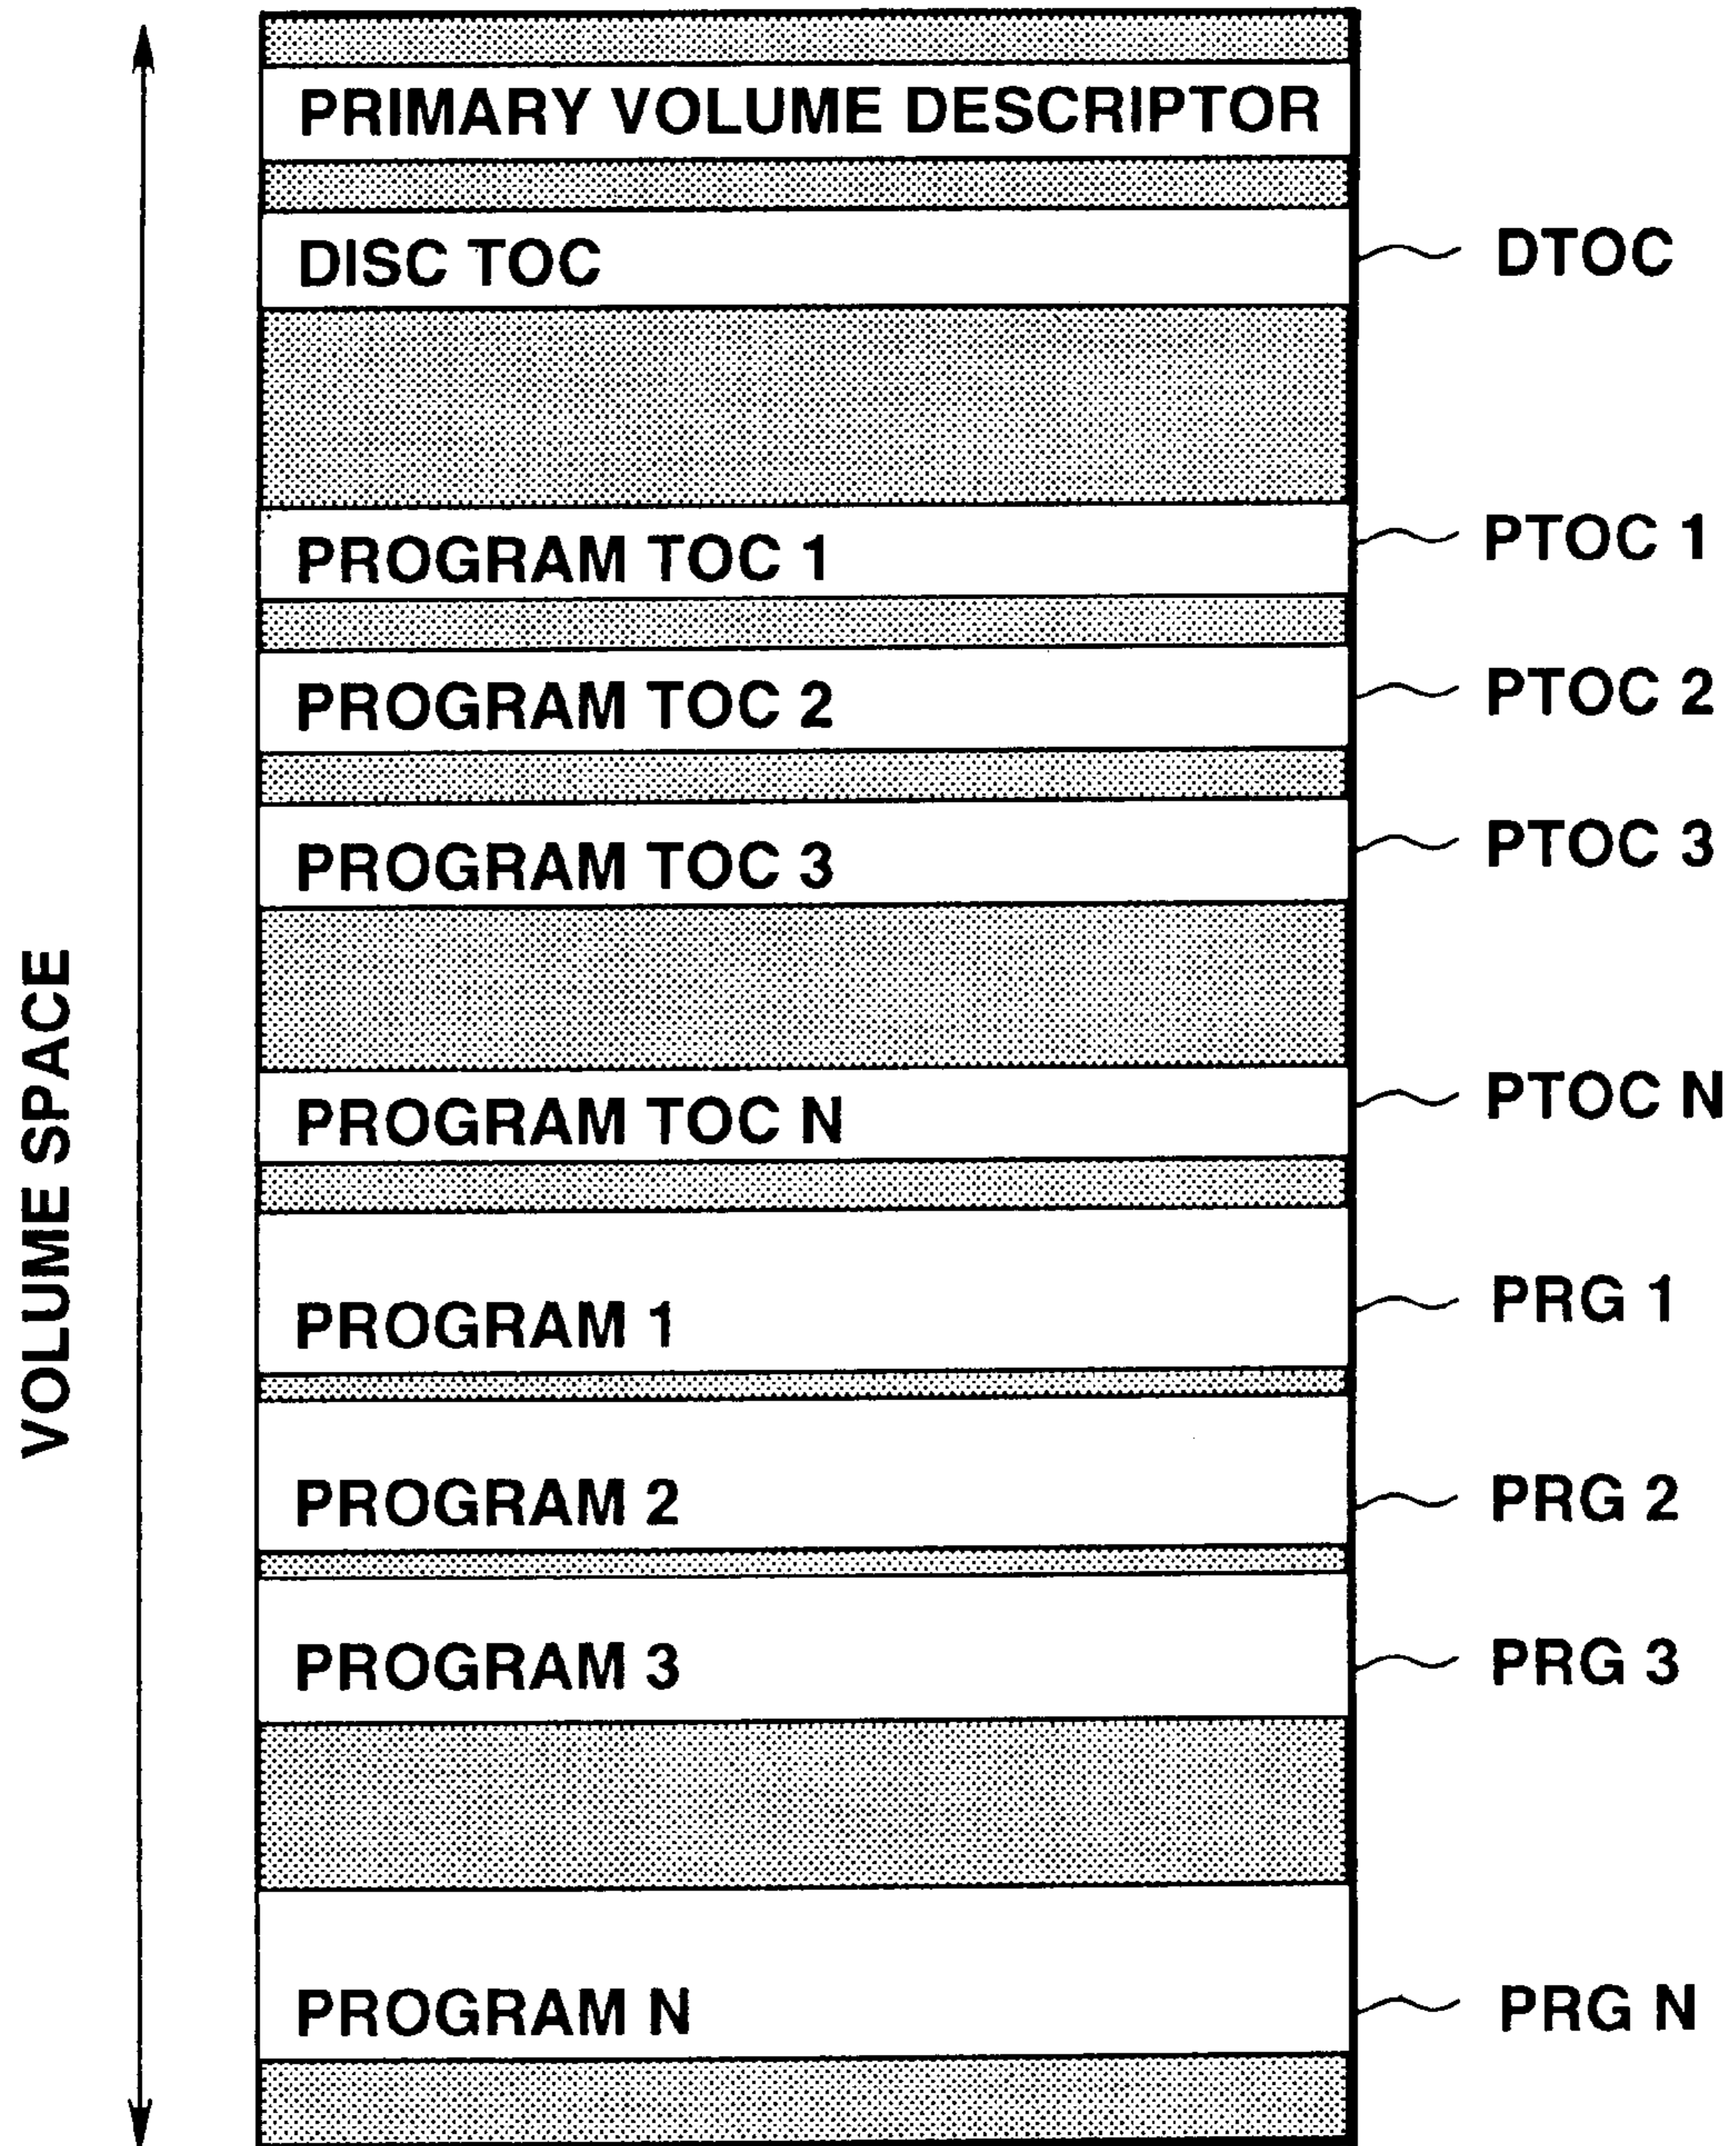 PRIMARY VOLUME DESCRIPTOR
DISC TOC
DTOC
PROGRAM TOC 1
PTOC 1
PROGRAM TOC 2
PTOC 2
PROGRAM TOC 3
PTOC 3
VOLUME SPACE
PROGRAM TOC N
PTOC N
PROGRAM 1
PRG 1
PROGRAM 2
PRG 2
PROGRAM 3
PRG 3
PROGRAM N
PRG N